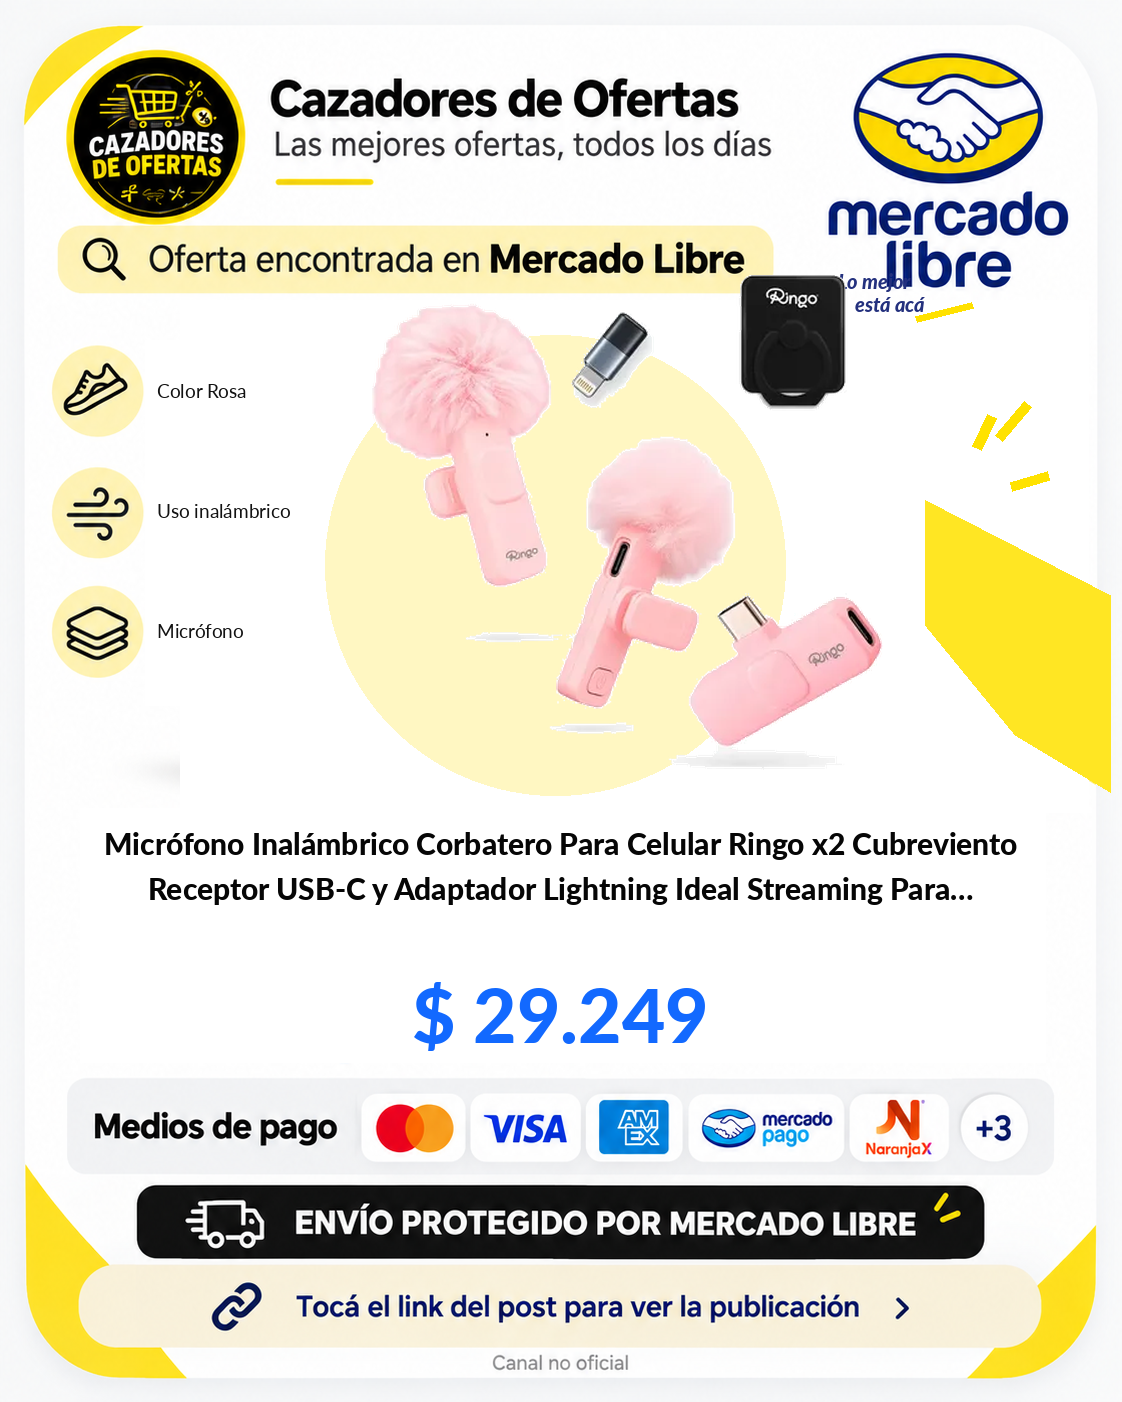 CAZADORES
DE OFERTAS
Cazadores de Ofertas
Las mejores ofertas, todos los días
mercado
libre
Lo mejor
está acá
Oferta encontrada en Mercado Libre
Ringo
Color Rosa
Uso inalámbrico
Micrófono
Ringo
Ringo
Micrófono Inalámbrico Corbatero Para Celular Ringo x2 Cubreviento
Receptor USB-C y Adaptador Lightning Ideal Streaming Para...
$ 29.249
Medios de pago
VISA
AM
EX
mercado
pago
NaranjaX
+3
ENVÍO PROTEGIDO POR MERCADO LIBRE
Tocá el link del post para ver la publicación
Canal no oficial